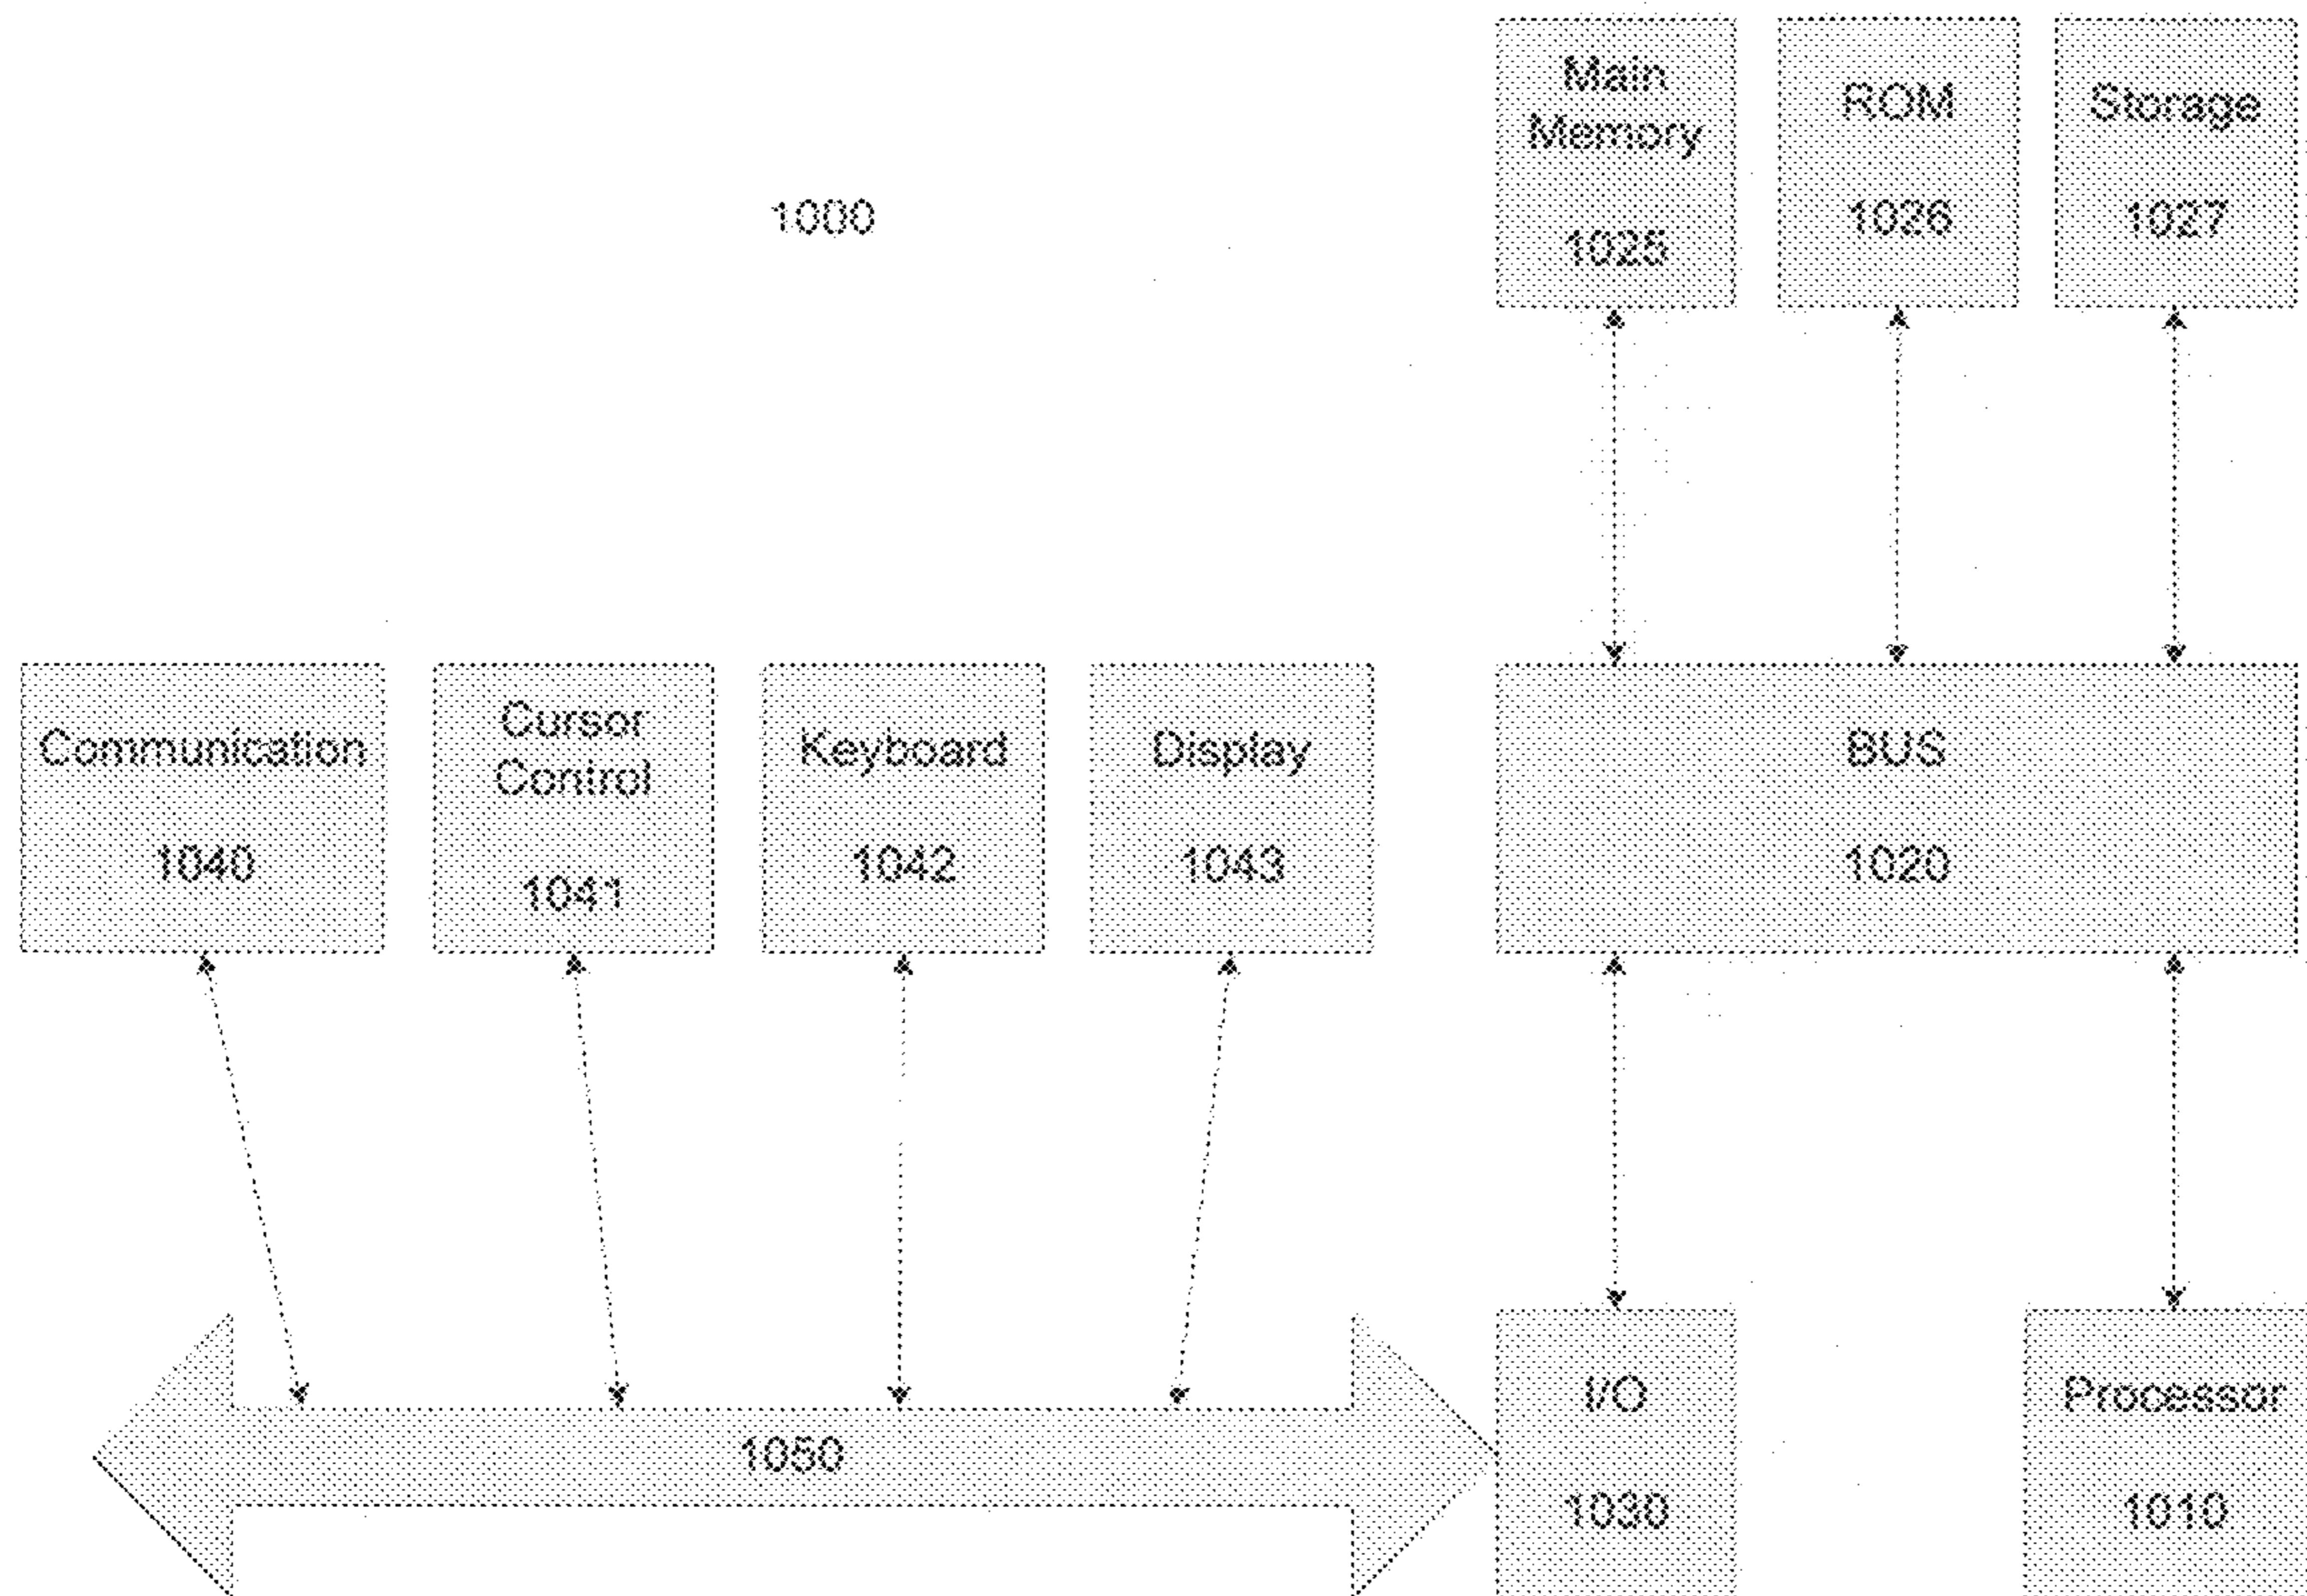 Main
Memory
1025
ROM
1026
Storage
1027
1000
Communication
1040
Cursor
Control
1041
Keyboard
1042
Display
1043
BUS
1020
1050
I/O
1030
Processor
1010